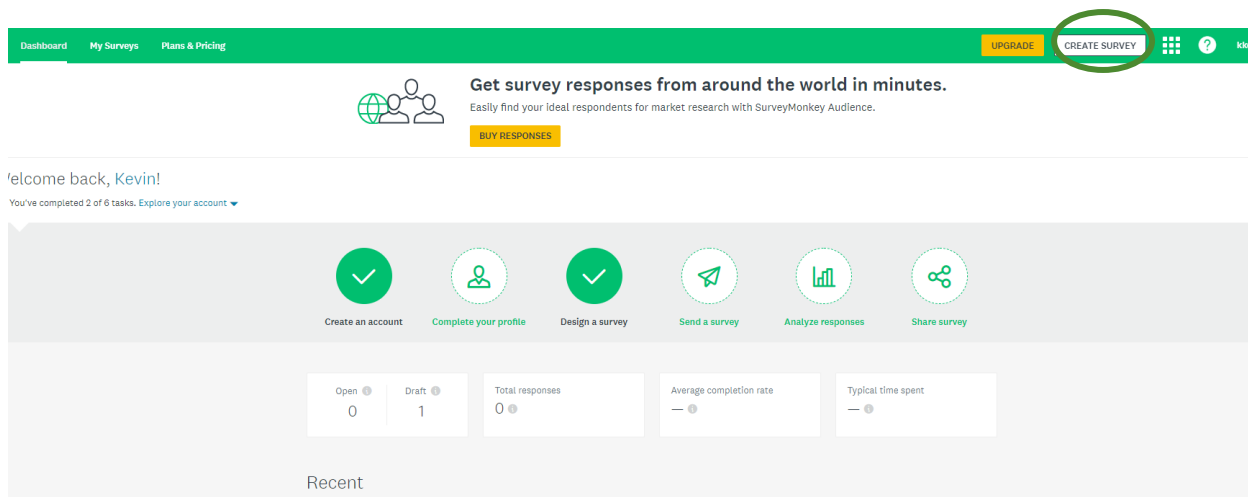 Dashboard My Surveys Plans & Pricing UPGRADE CREATE SURVEY ?
Get survey responses from around the world in minutes.
Easily find your ideal respondents for market research with SurveyMonkey Audience.
BUY RESPONSES
elcome back, Kevin!
You've completed 2 of 6 tasks. Explore your account
Create an account Complete your profile Design a survey Send a survey Analyze responses Share survey
Open Draft Total responses Average completion rate Typical time spent
0 1 0 — —
Recent